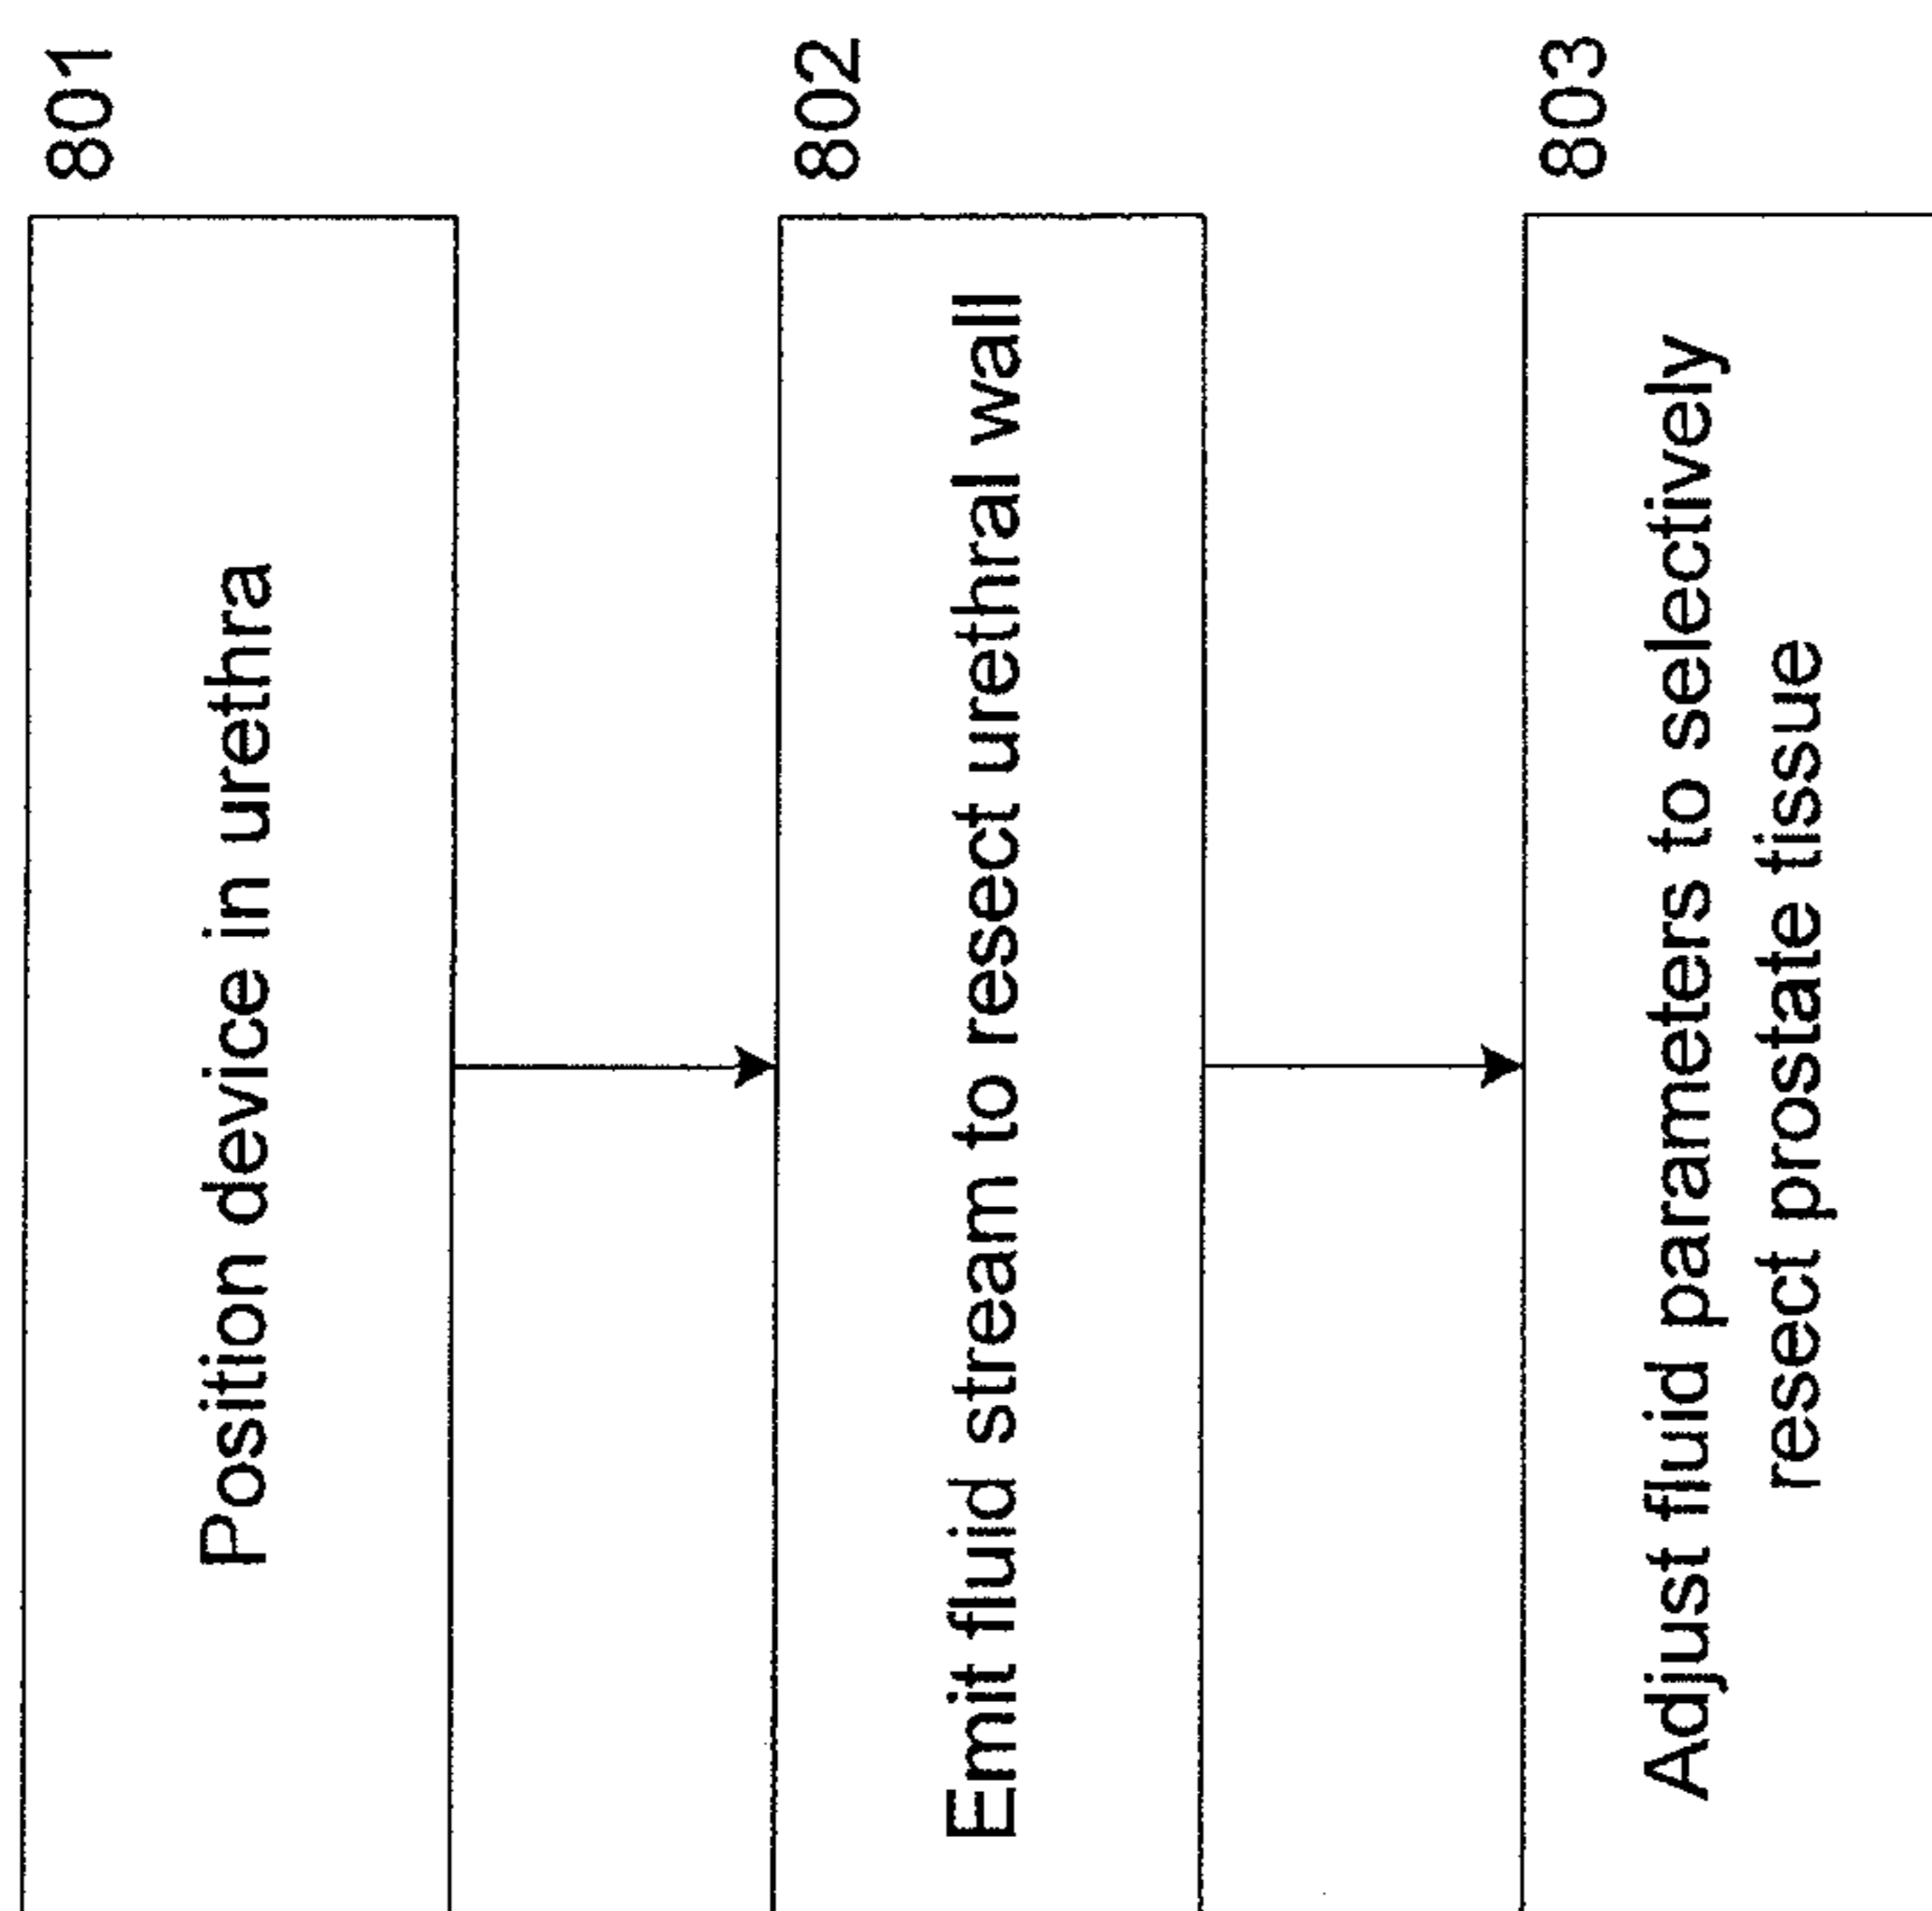 801
Position device in urethra
802
Emit fluid stream to resect urethral wall
803
Adjust fluid parameters to selectively
resect prostate tissue